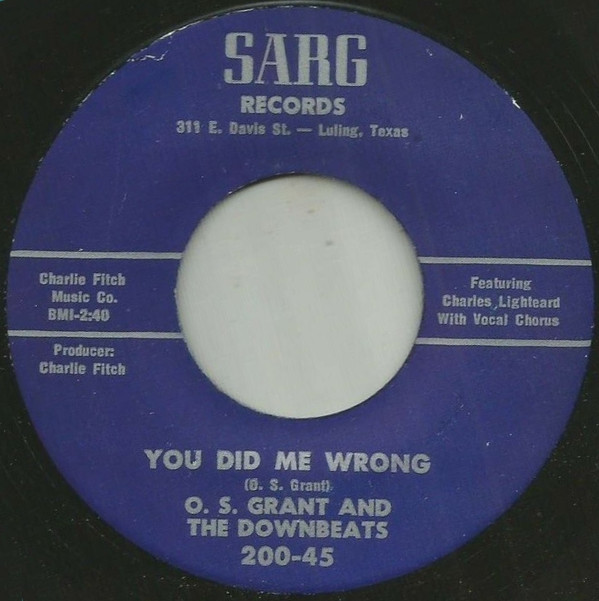 SARG
RECORDS
311 E. Davis St. — Luling, Texas
Charlie Fitch
Music Co.
BMI-2:40
Producer:
Charlie Fitch
Featuring
Charles Lighteard
With Vocal Chorus
YOU DID ME WRONG
(O. S. Grant)
O. S. GRANT AND
THE DOWNBEATS
200-45